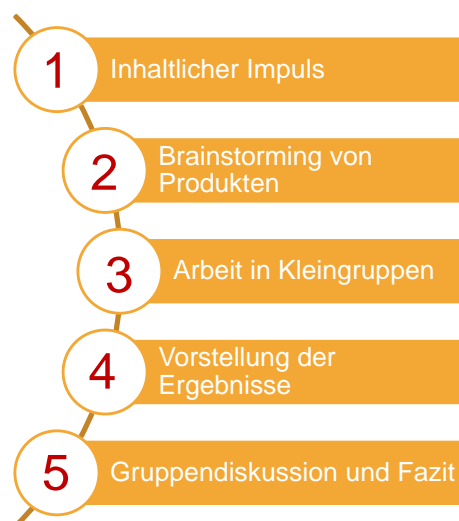 1
Inhaltlicher Impuls
2
Brainstorming von
Produkten
3
Arbeit in Kleingruppen
4
Vorstellung der
Ergebnisse
5
Gruppendiskussion und Fazit